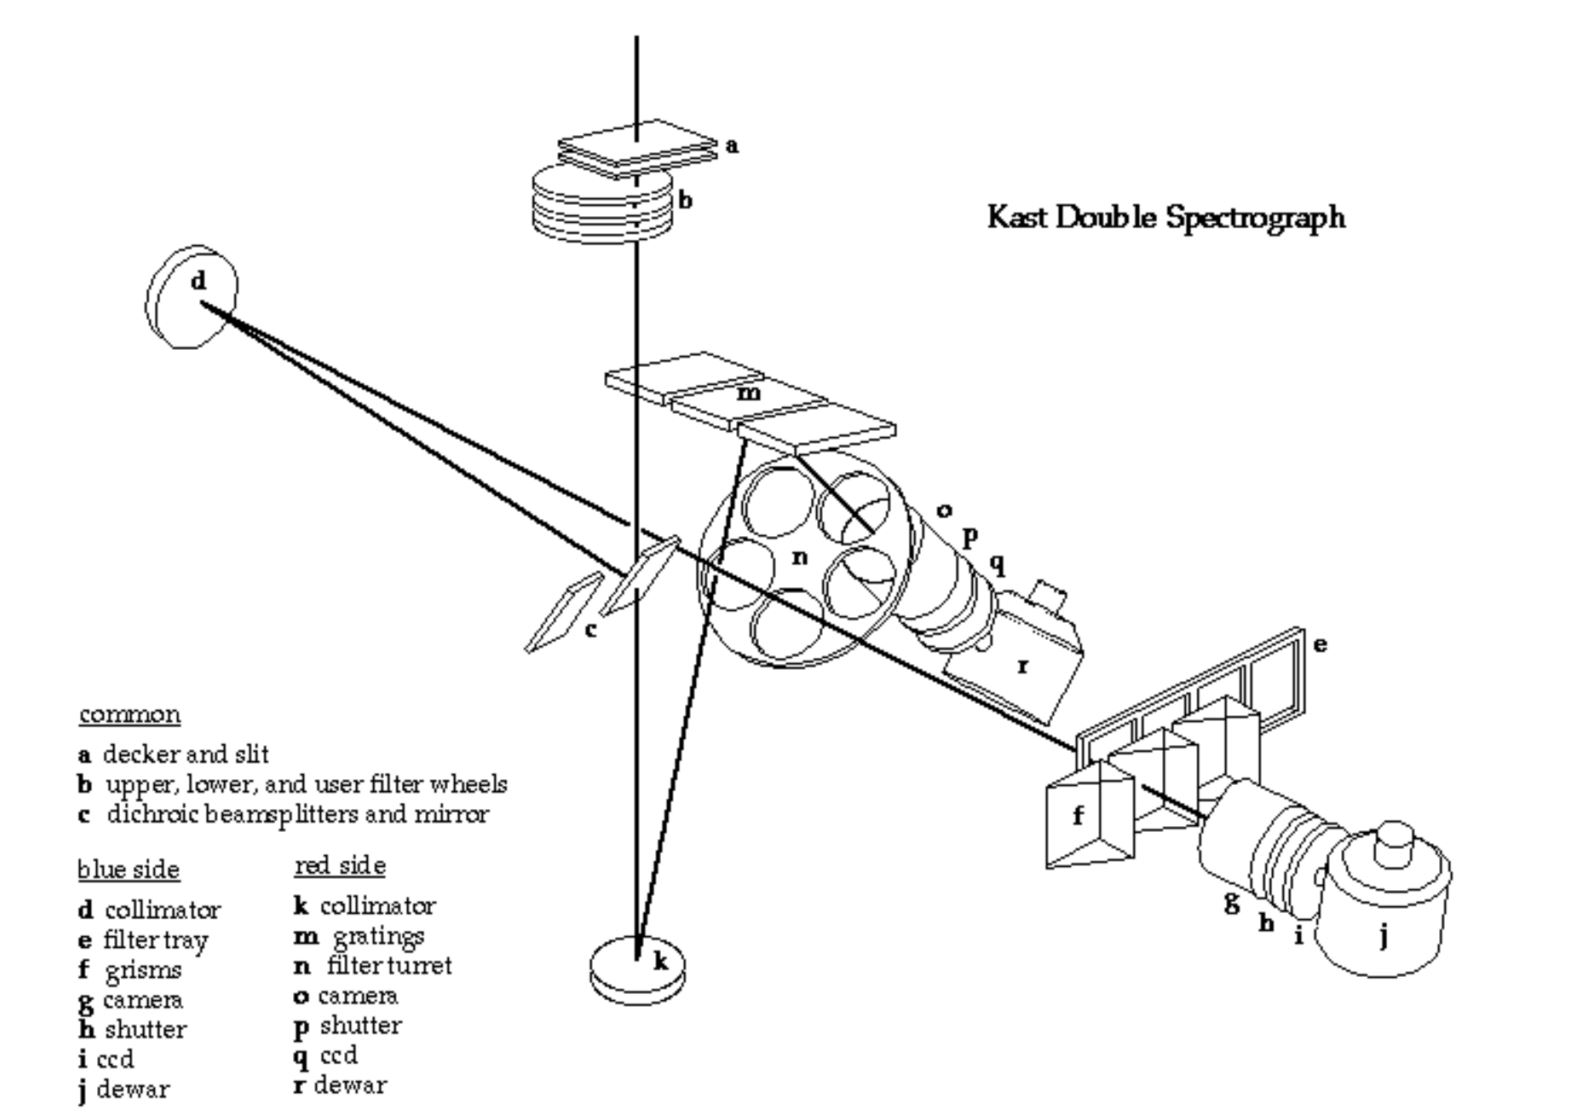 a
b
Kast Double Spectrograph
d
m
o
p
n
q
c
e
r
f
g
h
i
j
k
common
a decker and slit
b upper, lower, and user filter wheels
c dichroic beamsplitters and mirror
blue side
d collimator
e filter tray
f grisms
g camera
h shutter
i ccd
j dewar
red side
k collimator
m gratings
n filter turret
o camera
p shutter
q ccd
r dewar